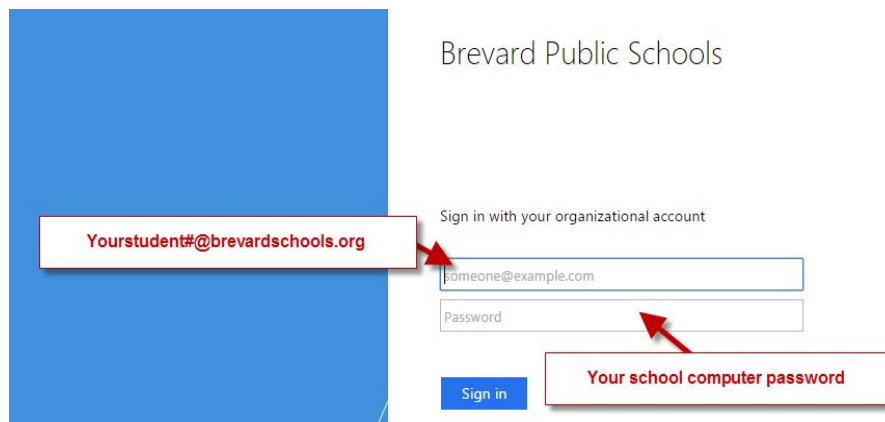 Brevard Public Schools
Sign in with your organizational account
Yourstudent#@brevardschools.org
someone@example.com
Password
Your school computer password
Sign in